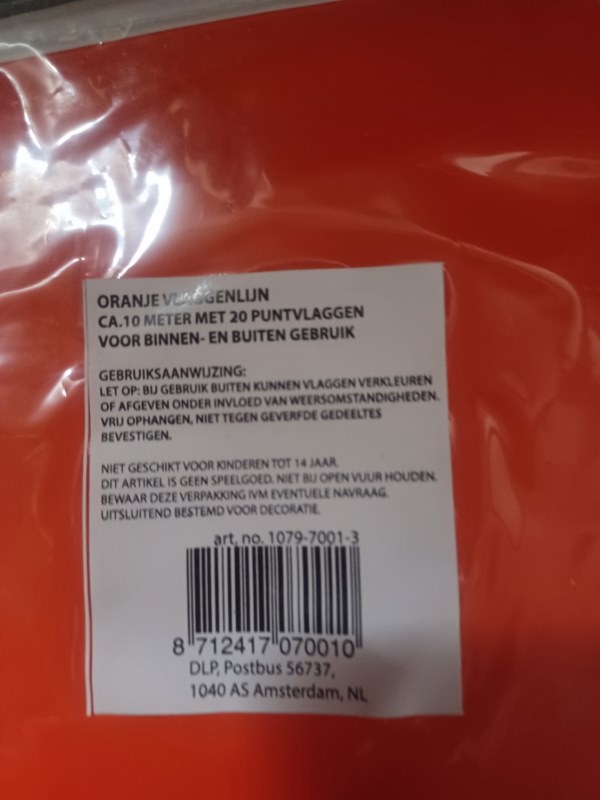 ORANJE VLAGGENLIJN
CA.10 METER MET 20 PUNTVLAGGEN
VOOR BINNEN- EN BUITEN GEBRUIK
GEBRUIKSAANWIJZING:
LET OP: BIJ GEBRUIK BUITEN KUNNEN VLAGGEN VERKLEUREN
OF AFGEVEN ONDER INVLOED VAN WEERSOMSTANDIGHEDEN.
VRIJ OPHANGEN, NIET TEGEN GEVERFDE GEDEELTES
BEVESTIGEN.
NIET GESCHIKT VOOR KINDEREN TOT 14 JAAR.
DIT ARTIKEL IS GEEN SPEELGOED. NIET BIJ OPEN VUUR HOUDEN.
BEWAAR DEZE VERPAKKING IVM EVENTUELE NAVRAAG.
UITSLUITEND BESTEMD VOOR DECORATIE.
art. no. 1079-7001-3
8 712417 070010
DLP, Postbus 56737,
1040 AS Amsterdam, NL